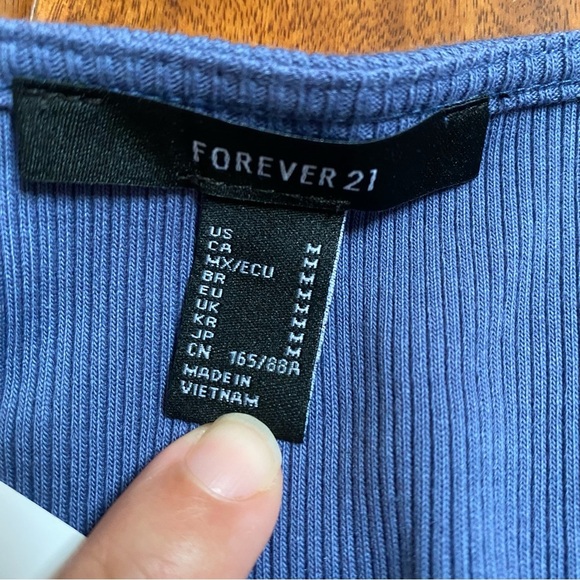 FOREVER 21
US M
CA M
MX/ECU M
BR M
EU M
UK M
KR M
JP M
CN 165/88A
MADE IN
VIETNAM